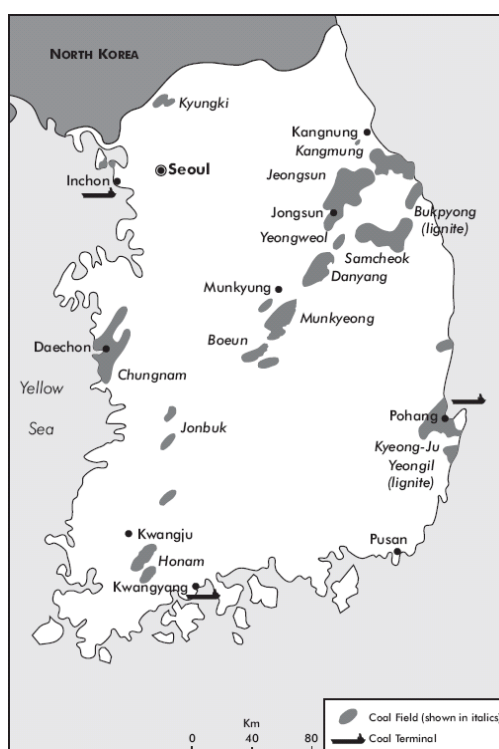 NORTH KOREA
Kyungki
Kangnung
Kangmung
Seoul
Jeongsun
Inchon
Jongsun
Bukpyong
(lignite)
Yeongweol
Samcheok
Danyang
Munkyung
Munkyeong
Boeun
Daechon
Chungnam
Yellow
Sea
Jonbuk
Pohang
Kyeong-Ju
Yeongil
(lignite)
Kwangju
Pusan
Honam
Kwangyang
Km
0 40 80
Coal Field (shown in italics)
Coal Terminal